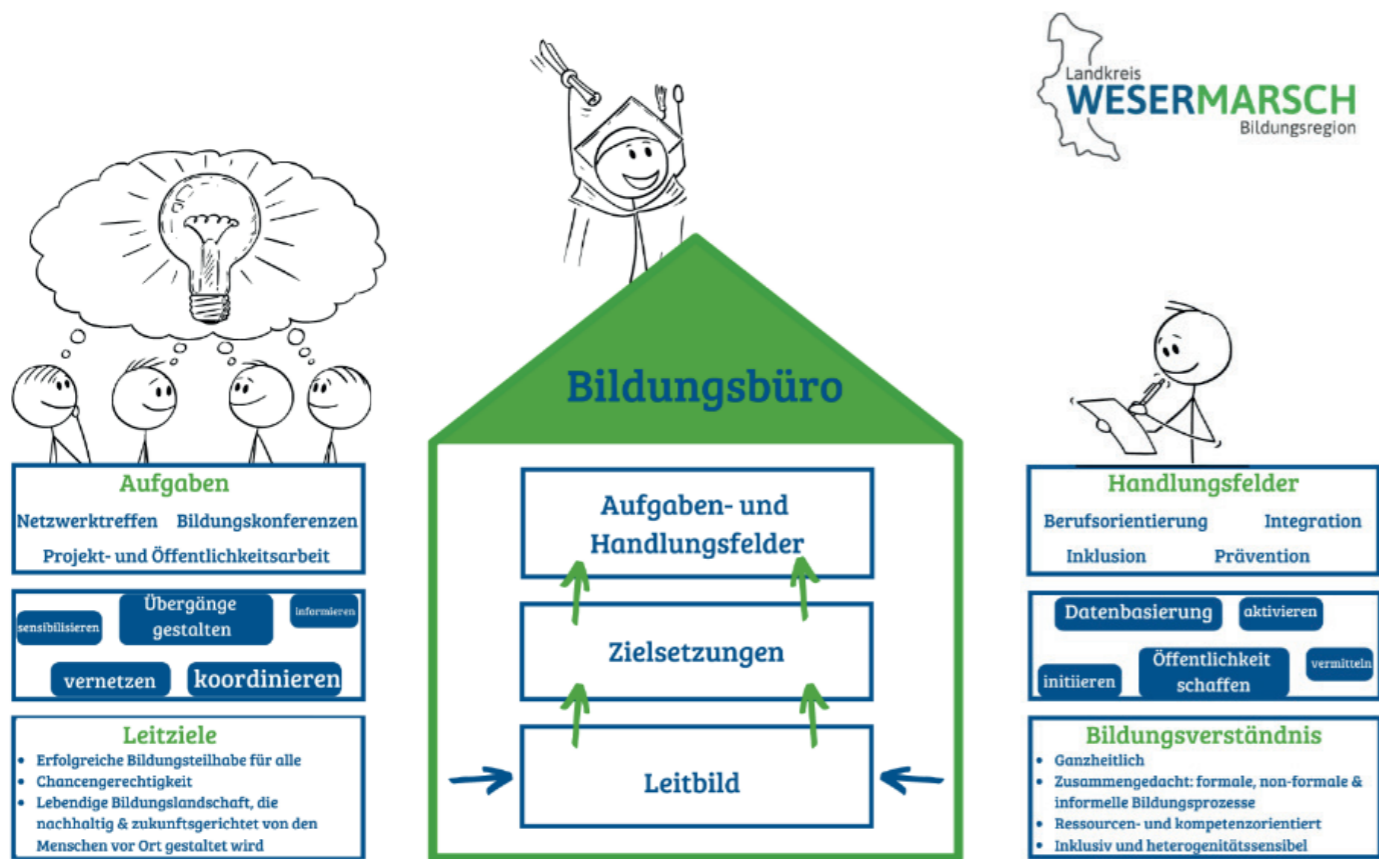 Landkreis
WESERMARSCH
Bildungsregion
Bildungsbüro
Aufgaben
Netzwerktreffen Bildungskonferenzen
Projekt- und Öffentlichkeitsarbeit
sensibilisieren
Übergänge
gestalten
informieren
vernetzen
koordinieren
Leitziele
• Erfolgreiche Bildungsteilhabe für alle
• Chancengerechtigkeit
• Lebendige Bildungslandschaft, die
nachhaltig & zukunftsgerichtet von den
Menschen vor Ort gestaltet wird
Aufgaben- und
Handlungsfelder
Zielsetzungen
Leitbild
Handlungsfelder
Berufsorientierung Integration
Inklusion Prävention
Datenbasierung
aktivieren
initiieren
Öffentlichkeit
schaffen
vermitteln
Bildungsverständnis
• Ganzheitlich
• Zusammengedacht: formale, non-formale &
informelle Bildungsprozesse
• Ressourcen- und kompetenzorientiert
• Inklusiv und heterogenitätssensibel